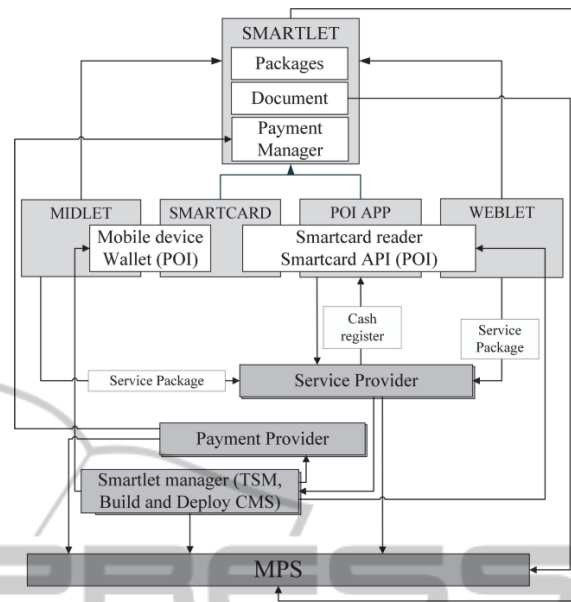 SMARTLET
Packages
Document
Payment
Manager
MIDLET
SMARTCARD
POI APP
WEBLET
Mobile device
Wallet (POI)
Smartcard reader
Smartcard API (POI)
Cash
register
Service
Package
Service Package
Service Provider
Payment Provider
Smartlet manager (TSM,
Build and Deploy CMS)
MPS